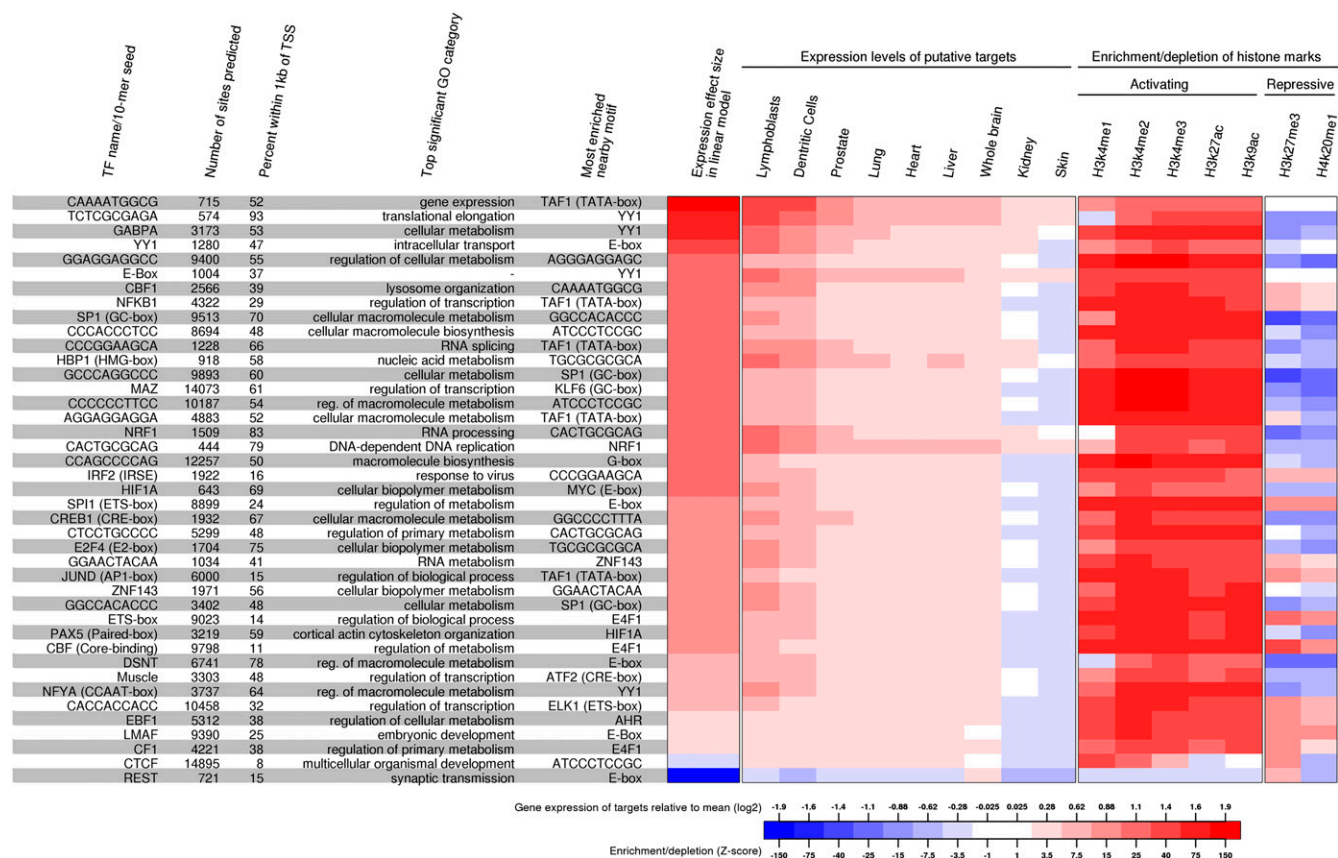 TF name/10-mer seed
Number of sites predicted
Percent within 1kb of TSS
Top significant GO category
Most enriched
nearby motif
Expression effect size
in linear model
Expression levels of putative targets
Lymphoblasts
Dentritic Cells
Prostate
Lung
Heart
Liver
Whole brain
Kidney
Skin
Enrichment/depletion of histone marks
Activating
Repressive
H3k4me1
H3k4me2
H3k4me3
H3k27ac
H3k9ac
H3k27me3
H4k20me1
CAAAATGGCG 715 52 gene expression TAF1 (TATA-box)
TCTCGCGAGA 574 93 translational elongation YY1
GABPA 3173 53 cellular metabolism YY1
YY1 1280 47 intracellular transport E-box
GGAGGAGGCC 9400 55 regulation of cellular metabolism AGGGAGGAGC
E-Box 1004 37 - YY1
CBF1 2566 39 lysosome organization CAAAATGGCG
NFKB1 4322 29 regulation of transcription TAF1 (TATA-box)
SP1 (GC-box) 9513 70 cellular macromolecule metabolism GGCCACACCC
CCCACCCTCC 8694 48 cellular macromolecule biosynthesis ATCCCTCCGC
CCCGGAAGCA 1228 66 RNA splicing TAF1 (TATA-box)
HBP1 (HMG-box) 918 58 nucleic acid metabolism TGCGCGCGCA
GCCCAGGCCC 9893 60 cellular metabolism SP1 (GC-box)
MAZ 14073 61 regulation of transcription KLF6 (GC-box)
CCCCCCTTCC 10187 54 reg. of macromolecule metabolism ATCCCTCCGC
AGGAGGAGGA 4883 52 cellular macromolecule metabolism TAF1 (TATA-box)
NRF1 1509 83 RNA processing CACTGCGCAG
CACTGCGCAG 444 79 DNA-dependent DNA replication NRF1
CCAGCCCCAG 12257 50 macromolecule biosynthesis G-box
IRF2 (IRSE) 1922 16 response to virus CCCGGAAGCA
HIF1A 643 69 cellular biopolymer metabolism MYC (E-box)
SPI1 (ETS-box) 8899 24 regulation of metabolism E-box
CREB1 (CRE-box) 1932 67 cellular macromolecule metabolism GGCCCCTTTA
CTCCTGCCCC 5299 48 regulation of primary metabolism CACTGCGCAG
E2F4 (E2-box) 1704 75 cellular biopolymer metabolism TGCGCGCGCA
GGAACTACAA 1034 41 RNA metabolism ZNF143
JUND (AP1-box) 6000 15 regulation of biological process TAF1 (TATA-box)
ZNF143 1971 56 cellular biopolymer metabolism GGAACTACAA
GGCCACACCC 3402 48 cellular metabolism SP1 (GC-box)
ETS-box 9023 14 regulation of biological process E4F1
PAX5 (Paired-box) 3219 59 cortical actin cytoskeleton organization HIF1A
CBF (Core-binding) 9798 11 regulation of metabolism E4F1
DSNT 6741 78 reg. of macromolecule metabolism E-box
Muscle 3303 48 regulation of transcription ATF2 (CRE-box)
NFYA (CCAAT-box) 3737 64 reg. of macromolecule metabolism YY1
CACCACCACC 10458 32 regulation of transcription ELK1 (ETS-box)
EBF1 5312 38 regulation of cellular metabolism AHR
LMAF 9390 25 embryonic development E-Box
CF1 4221 38 regulation of primary metabolism E4F1
CTCF 14895 8 multicellular organismal development ATCCCTCCGC
REST 721 15 synaptic transmission E-box
Gene expression of targets relative to mean (log2) -1.9 -1.6 -1.4 -1.1 -0.88 -0.62 -0.28 -0.025 0.025 0.28 0.62 0.88 1.1 1.4 1.6 1.9
Enrichment/depletion (Z-score) -150 -75 -40 -25 -15 -7.5 -3.5 -1 1 3.5 7.5 15 25 40 75 150